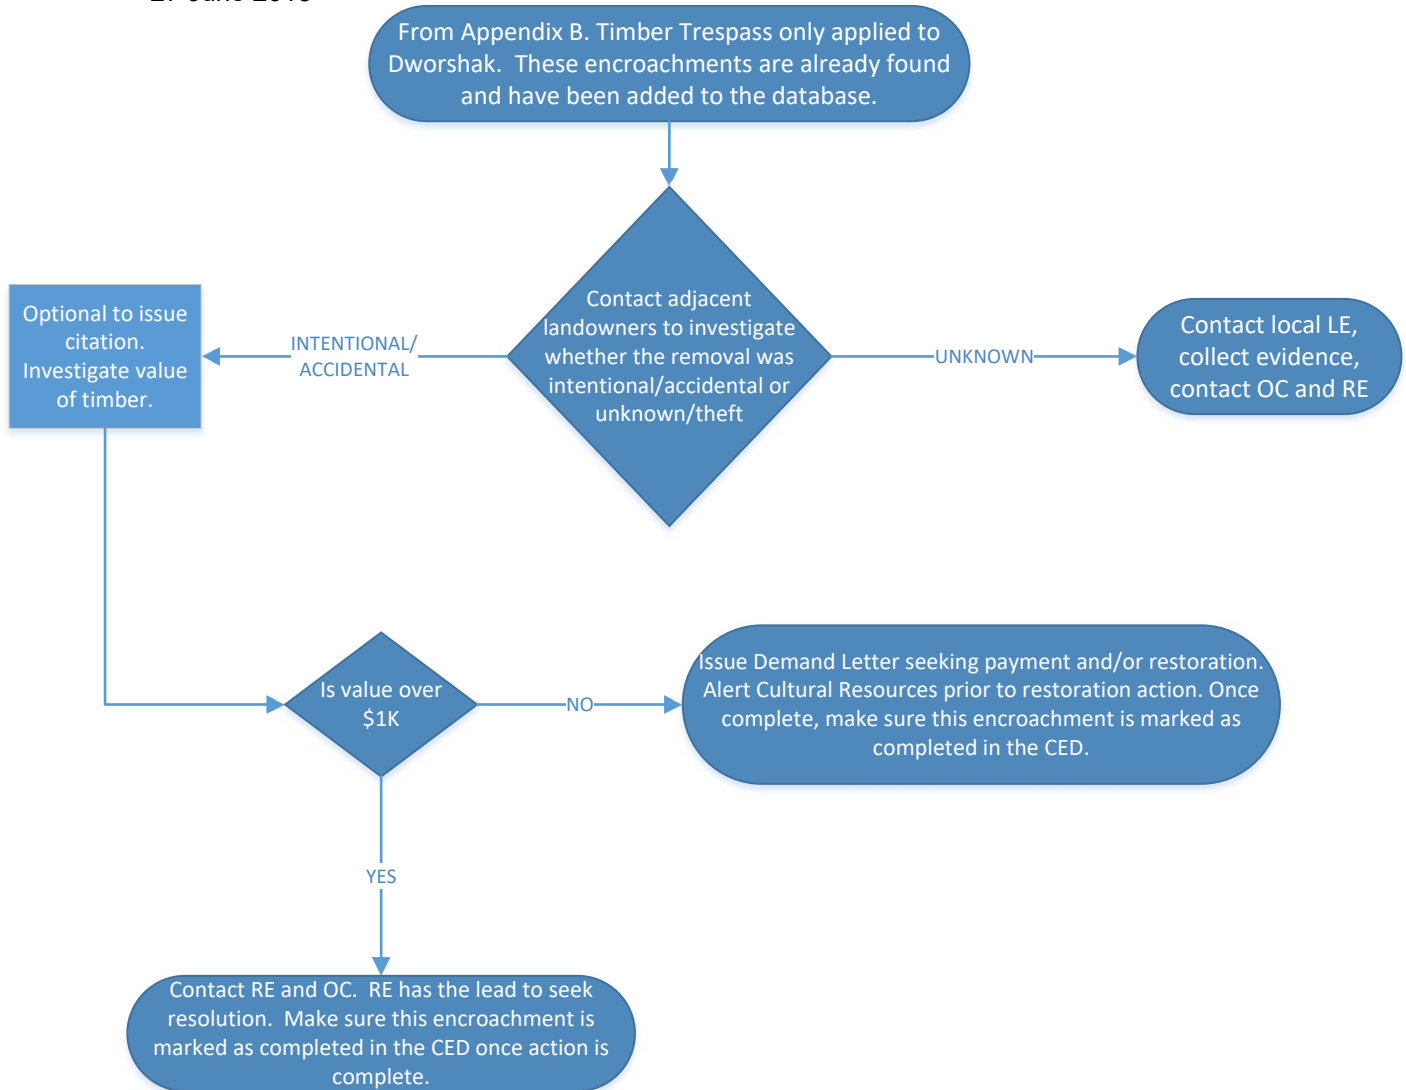 From Appendix B. Timber Trespass only applied to
Dworshak.  These encroachments are already found
and have been added to the database.
Contact adjacent
landowners to investigate
whether the removal was
intentional/accidental or
unknown/theft
Optional to issue
citation.
Investigate value
of timber.
INTENTIONAL/
ACCIDENTAL
UNKNOWN
Contact local LE,
collect evidence,
contact OC and RE
Is value over
$1K
NO
Issue Demand Letter seeking payment and/or restoration.
Alert Cultural Resources prior to restoration action. Once
complete, make sure this encroachment is marked as
completed in the CED.
YES
Contact RE and OC.  RE has the lead to seek
resolution.  Make sure this encroachment is
marked as completed in the CED once action is
complete.